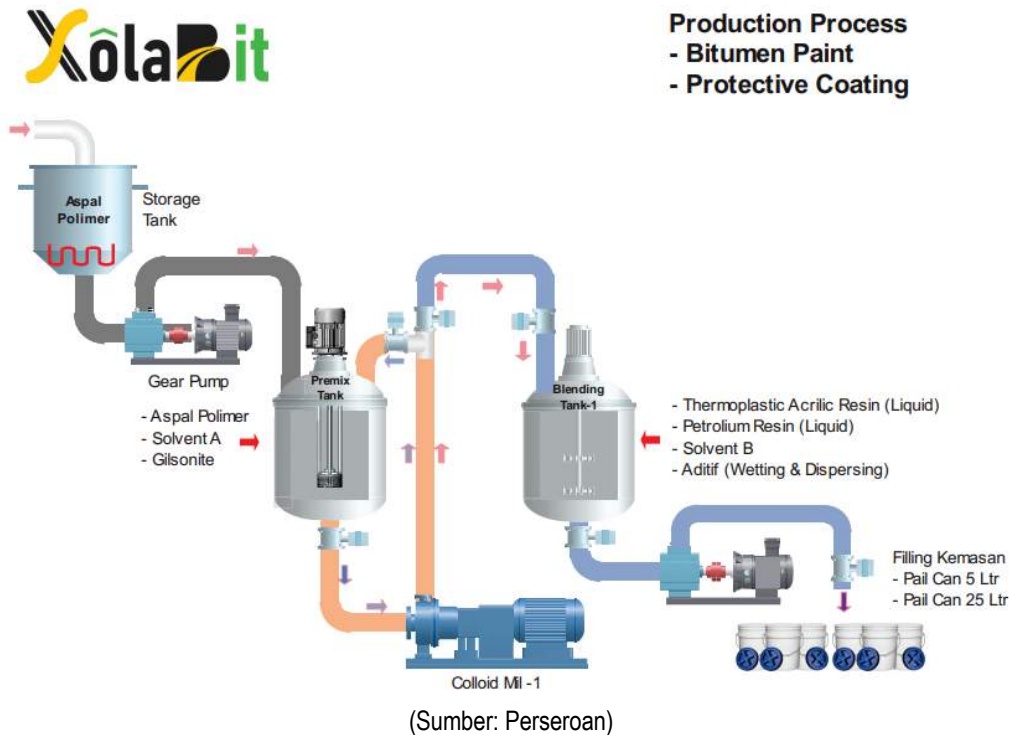 XôlaBit
Production Process
- Bitumen Paint
- Protective Coating
Aspal
Polimer
Storage
Tank
Gear Pump
- Aspal Polimer
- Solvent A
- Gilsonite
Premix
Tank
Blending
Tank-1
- Thermoplastic Acrilic Resin (Liquid)
- Petrolium Resin (Liquid)
- Solvent B
- Aditif (Wetting & Dispersing)
Filling Kemasan
- Pail Can 5 Ltr
- Pail Can 25 Ltr
Colloid Mil -1
(Sumber: Perseroan)